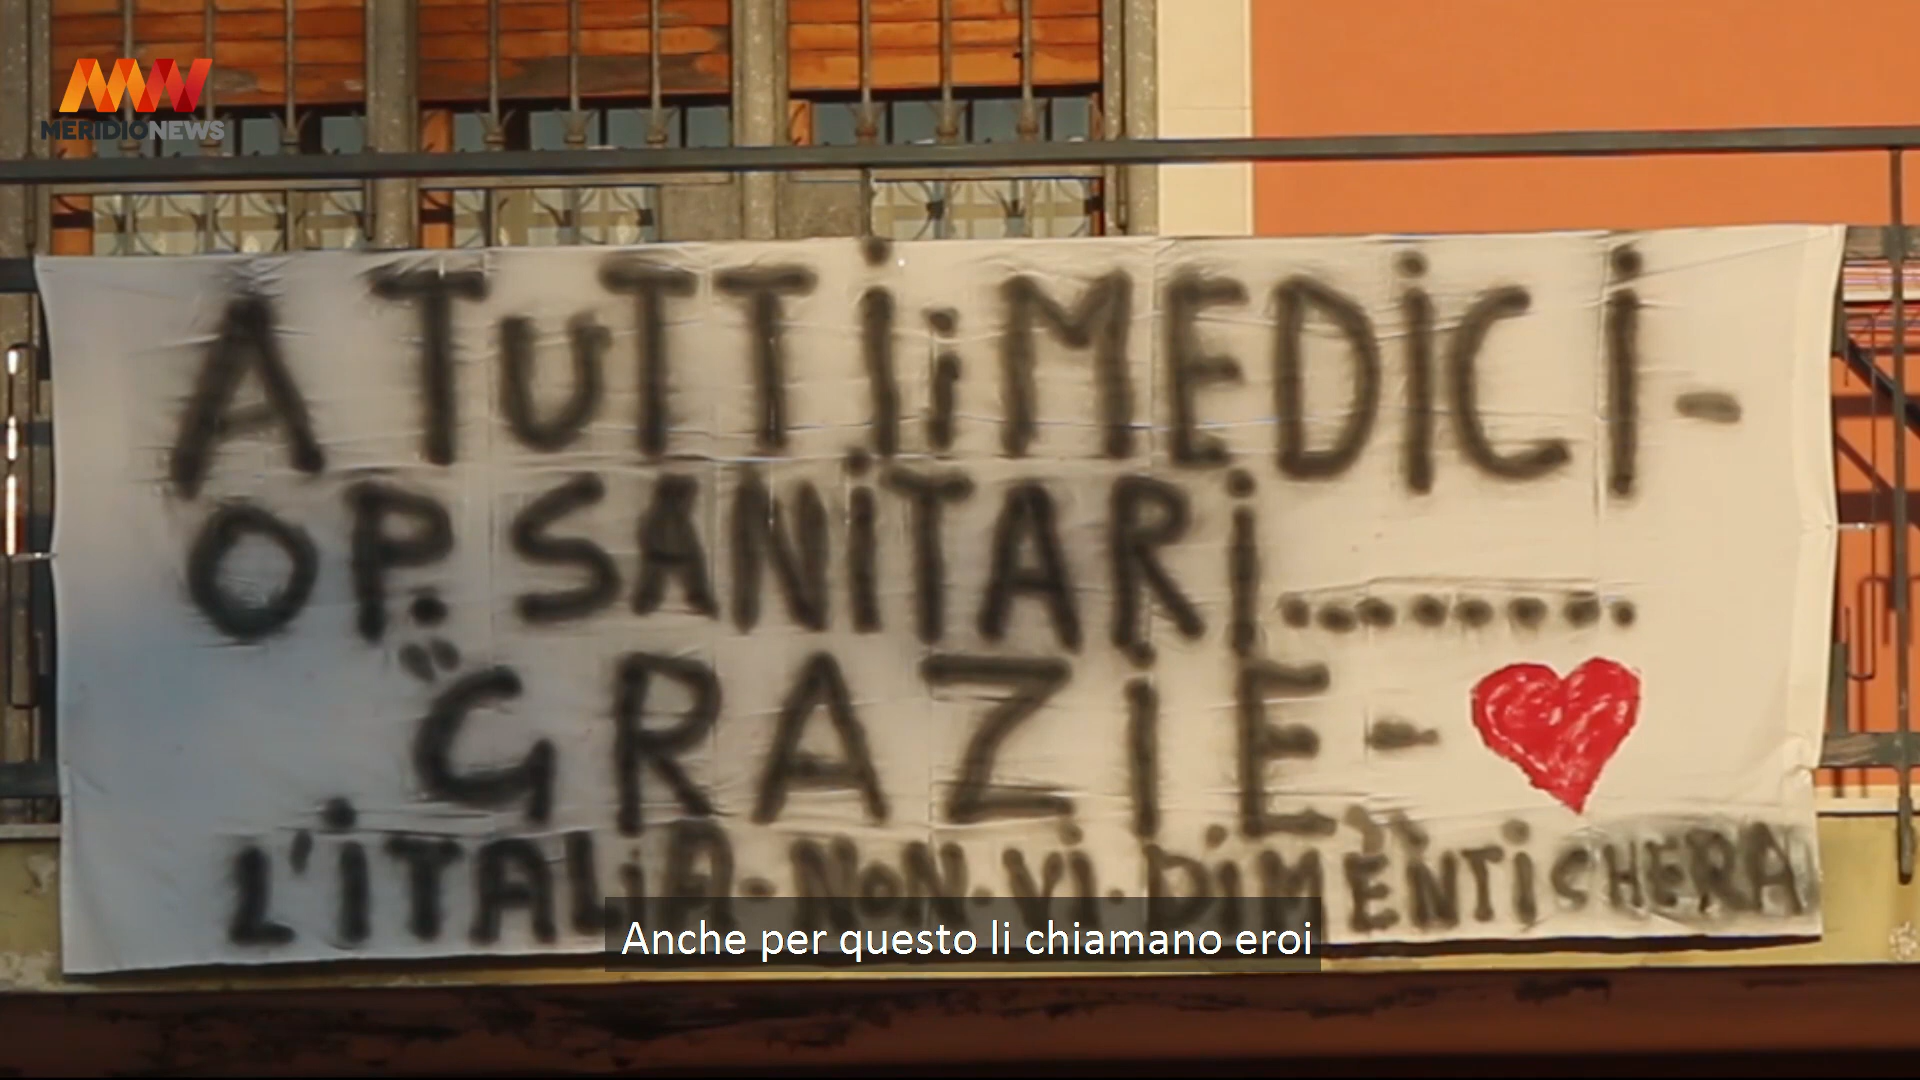 MERIDIONEWS
A TUTTI i MEDICI-
OP. SANITARI ........
"GRAZIE-
L'ITALIA-NON-VI-DIMENTICHERA
Anche per questo li chiamano eroi